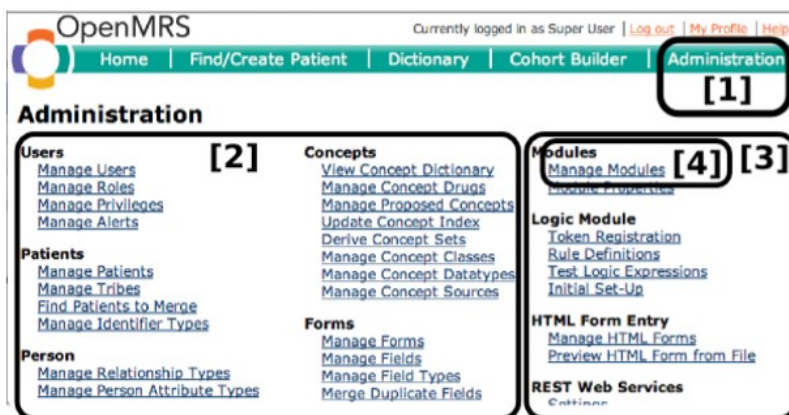 OpenMRS
Currently logged in as Super User | Log out | My Profile | Help
Home | Find/Create Patient | Dictionary | Cohort Builder | Administration
[1]
Administration
[2]
Users
Manage Users
Manage Roles
Manage Privileges
Manage Alerts
Patients
Manage Patients
Manage Tribes
Find Patients to Merge
Manage Identifier Types
Person
Manage Relationship Types
Manage Person Attribute Types
Concepts
View Concept Dictionary
Manage Concept Drugs
Manage Proposed Concepts
Update Concept Index
Derive Concept Sets
Manage Concept Classes
Manage Concept Datatypes
Manage Concept Sources
Forms
Manage Forms
Manage Fields
Manage Field Types
Merge Duplicate Fields
[3]
Modules
Manage Modules [4]
Module Properties
Logic Module
Token Registration
Rule Definitions
Test Logic Expressions
Initial Set-Up
HTML Form Entry
Manage HTML Forms
Preview HTML Form from File
REST Web Services
Settings